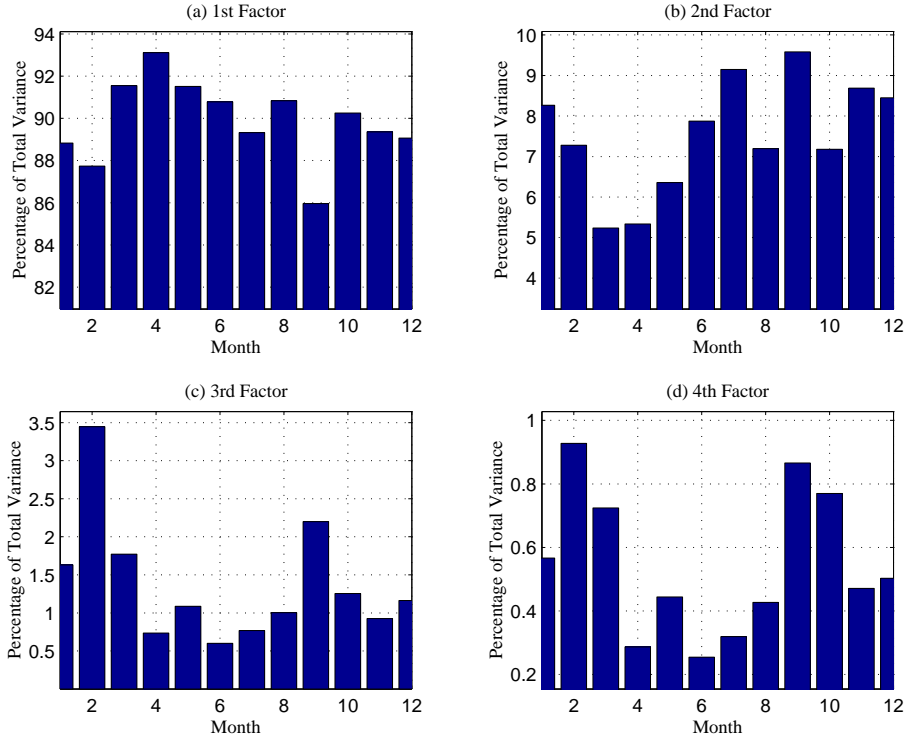 (a) 1st Factor
94
92
90
88
86
84
82
Percentage of Total Variance
2 4 6 8 10 12
Month
(b) 2nd Factor
10
9
8
7
6
5
4
Percentage of Total Variance
2 4 6 8 10 12
Month
(c) 3rd Factor
3.5
3
2.5
2
1.5
1
0.5
Percentage of Total Variance
2 4 6 8 10 12
Month
(d) 4th Factor
1
0.8
0.6
0.4
0.2
Percentage of Total Variance
2 4 6 8 10 12
Month